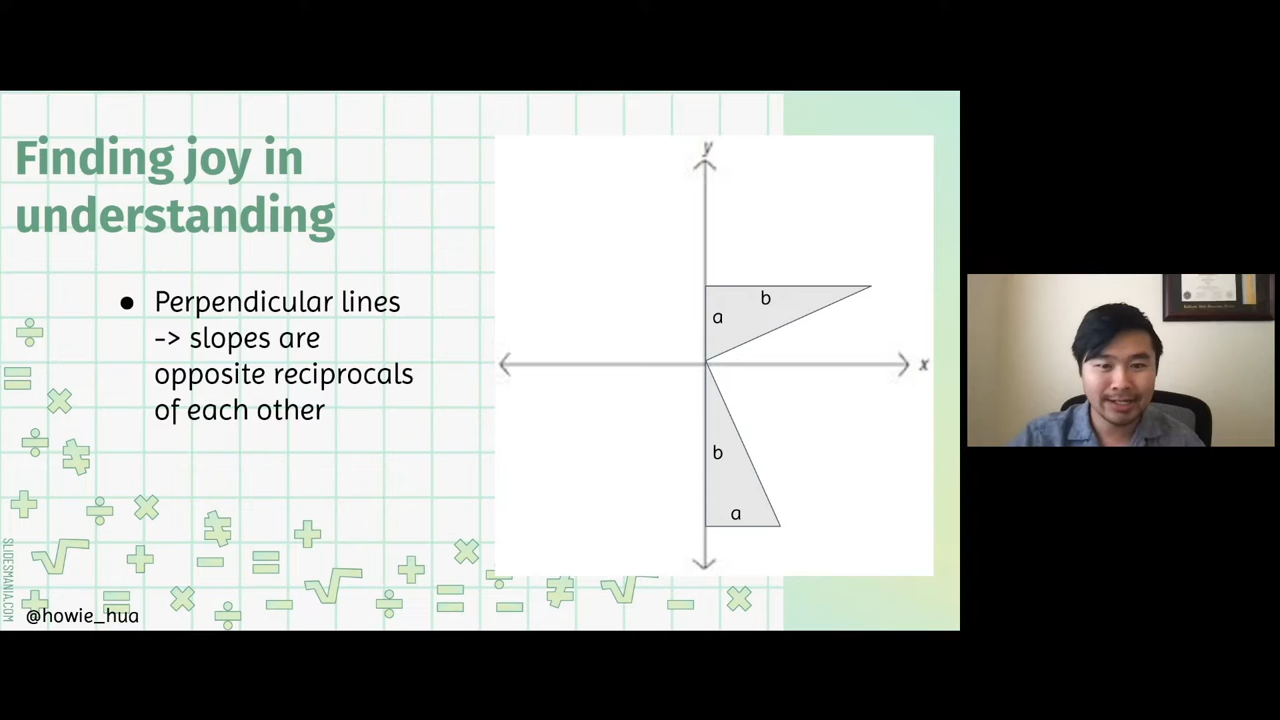 Finding joy in
understanding
● Perpendicular lines
-> slopes are
opposite reciprocals
of each other
y
b
a
x
b
a
SLIDESMANIA.COM
@howie_hua